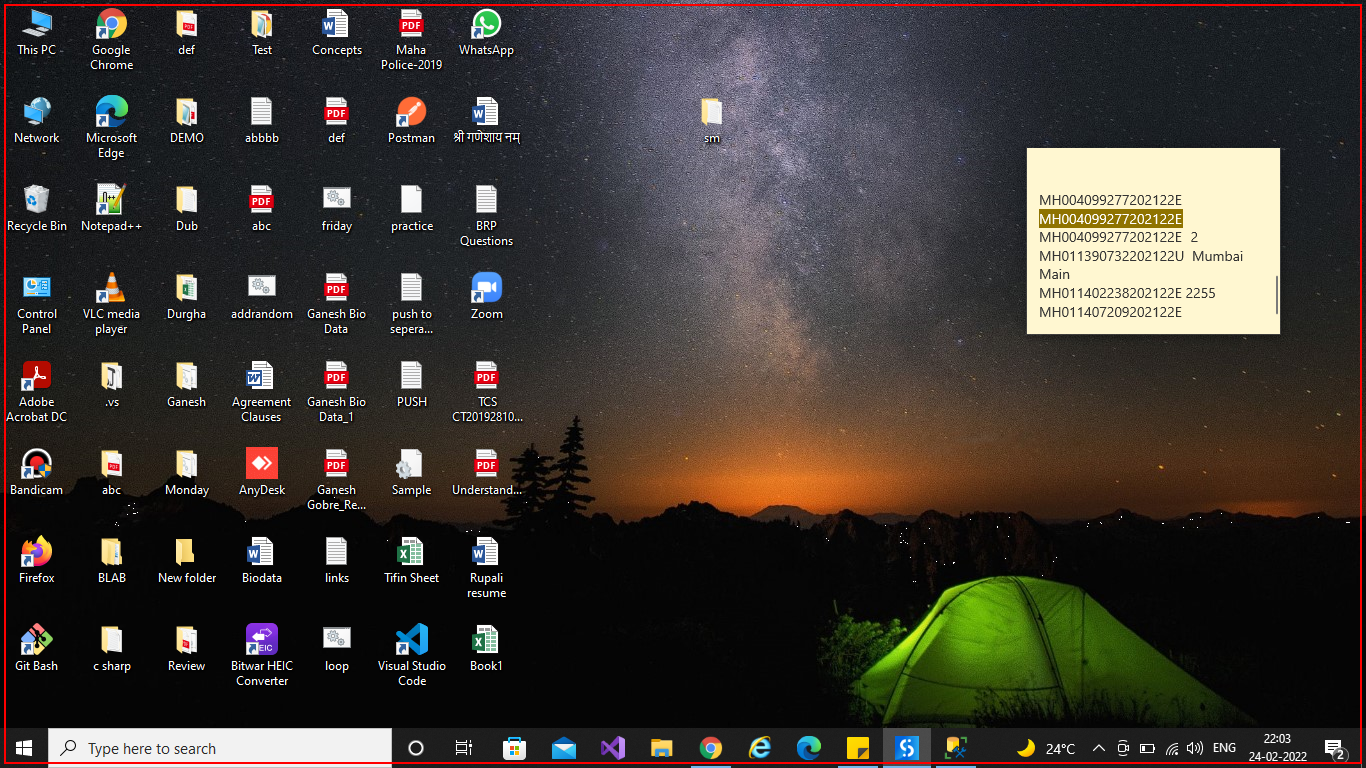 This PC
Google
Chrome
def
Test
Concepts
Maha
Police-2019
WhatsApp
Network
Microsoft
Edge
DEMO
abbbb
def
Postman
श्री गणेशाय नम्
sm
Recycle Bin
Notepad++
Dub
abc
friday
practice
BRP
Questions
Control
Panel
VLC media
player
Durgha
addrandom
Ganesh Bio
Data
push to
sepera...
Zoom
Adobe
Acrobat DC
.vs
Ganesh
Agreement
Clauses
Ganesh Bio
Data_1
PUSH
TCS
CT20192810...
Bandicam
abc
Monday
AnyDesk
Ganesh
Gobre_Re...
Sample
Understand...
Firefox
BLAB
New folder
Biodata
links
Tifin Sheet
Rupali
resume
Git Bash
c sharp
Review
Bitwar HEIC
Converter
loop
Visual Studio
Code
Book1
MH004099277202122E
MH004099277202122E
MH004099277202122E 2
MH011390732202122U Mumbai
Main
MH011402238202122E 2255
MH011407209202122E
Type here to search
24°C
ENG
22:03
24-02-2022
2